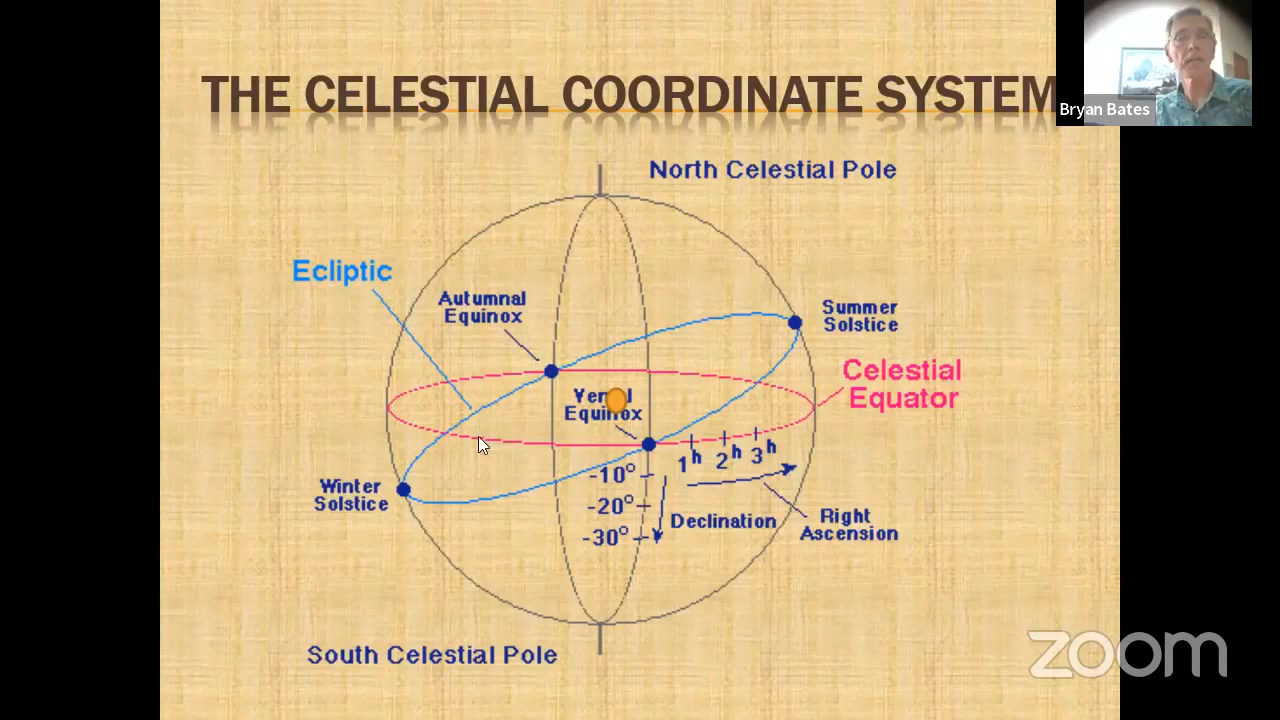 THE CELESTIAL COORDINATE SYSTEM
Bryan Bates
North Celestial Pole
Ecliptic
Autumnal
Equinox
Summer
Solstice
Celestial
Equator
Equinox
1h 2h 3h
-10°
-20°
-30°
Winter
Solstice
Declination
Right
Ascension
South Celestial Pole
zoom